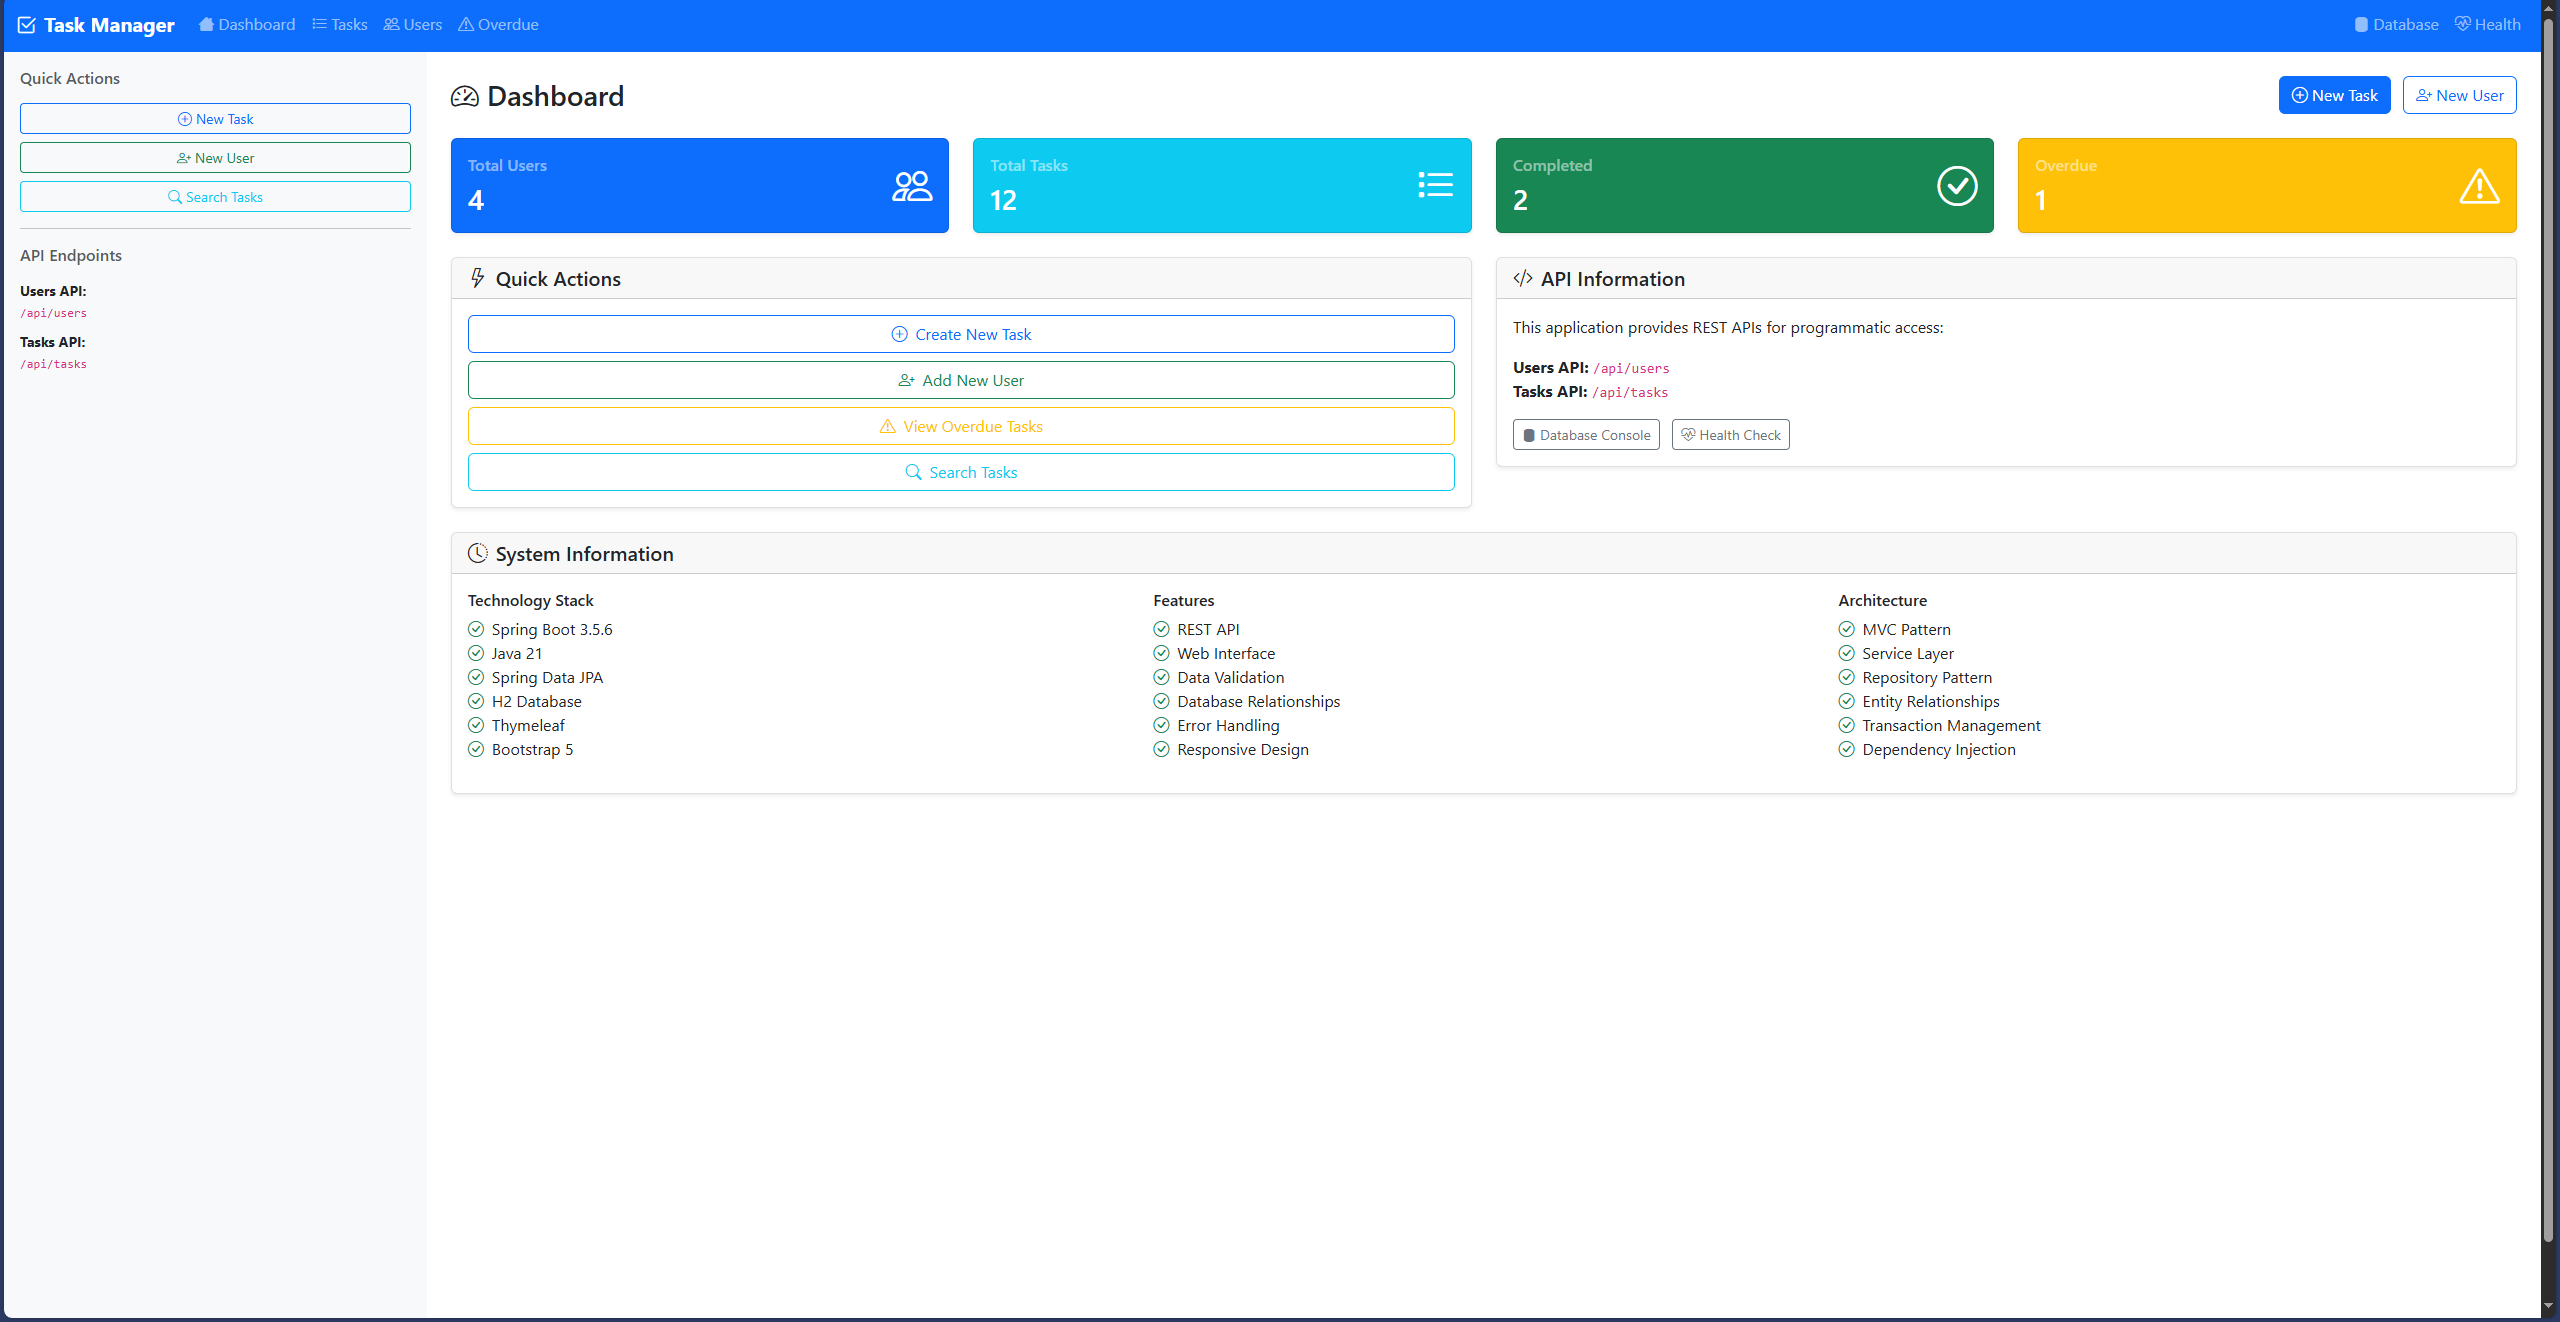 Task Manager Dashboard Tasks Users Overdue Database Health
Quick Actions
New Task
New User
Search Tasks
API Endpoints
Users API:
/api/users
Tasks API:
/api/tasks
Dashboard
New Task New User
Total Users
4
Total Tasks
12
Completed
2
Overdue
1
Quick Actions
Create New Task
Add New User
View Overdue Tasks
Search Tasks
API Information
This application provides REST APIs for programmatic access:
Users API: /api/users
Tasks API: /api/tasks
Database Console Health Check
System Information
Technology Stack
Spring Boot 3.5.6
Java 21
Spring Data JPA
H2 Database
Thymeleaf
Bootstrap 5
Features
REST API
Web Interface
Data Validation
Database Relationships
Error Handling
Responsive Design
Architecture
MVC Pattern
Service Layer
Repository Pattern
Entity Relationships
Transaction Management
Dependency Injection